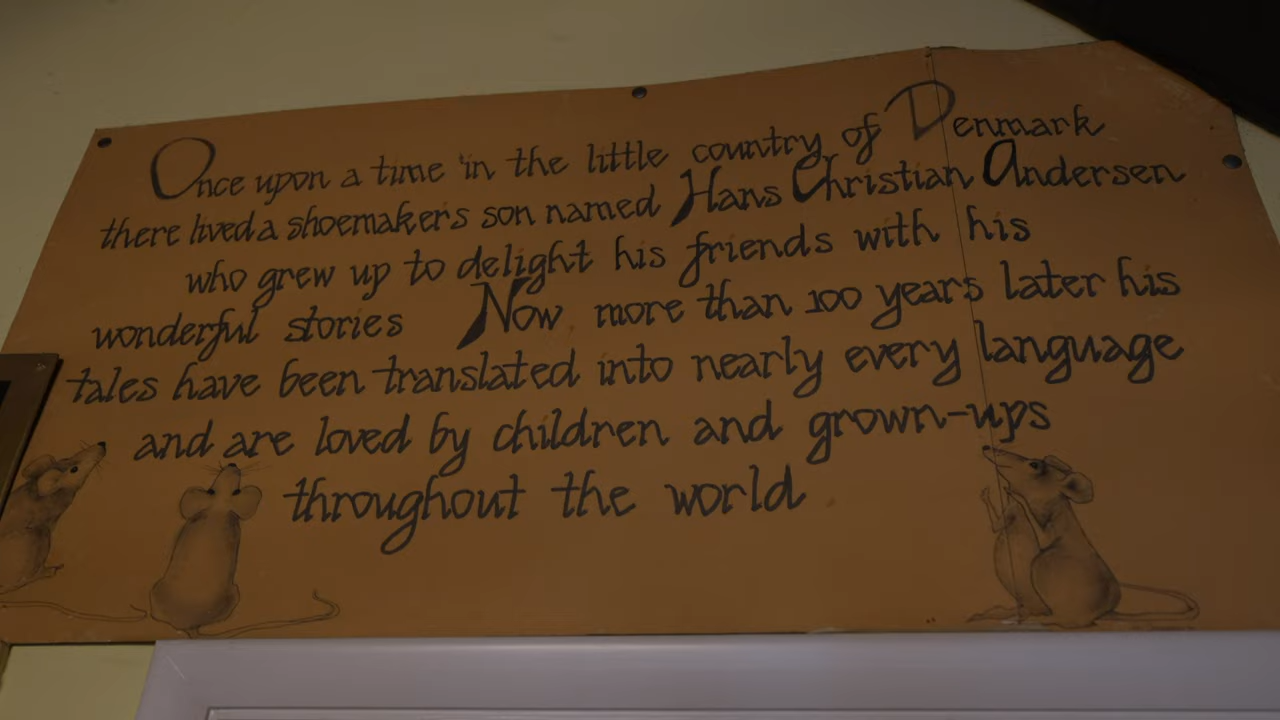 Once upon a time in the little country of Denmark
there lived a shoemakers son named Hans Christian Andersen
who grew up to delight his friends with his
wonderful stories Now more than 100 years later his
tales have been translated into nearly every language
and are loved by children and grown-ups
throughout the world